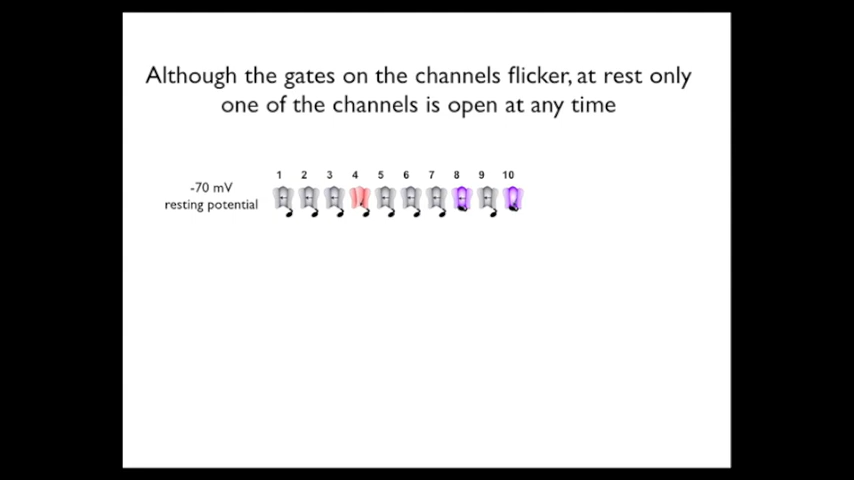 Although the gates on the channels flicker, at rest only
one of the channels is open at any time
1 2 3 4 5 6 7 8 9 10
-70 mV
resting potential